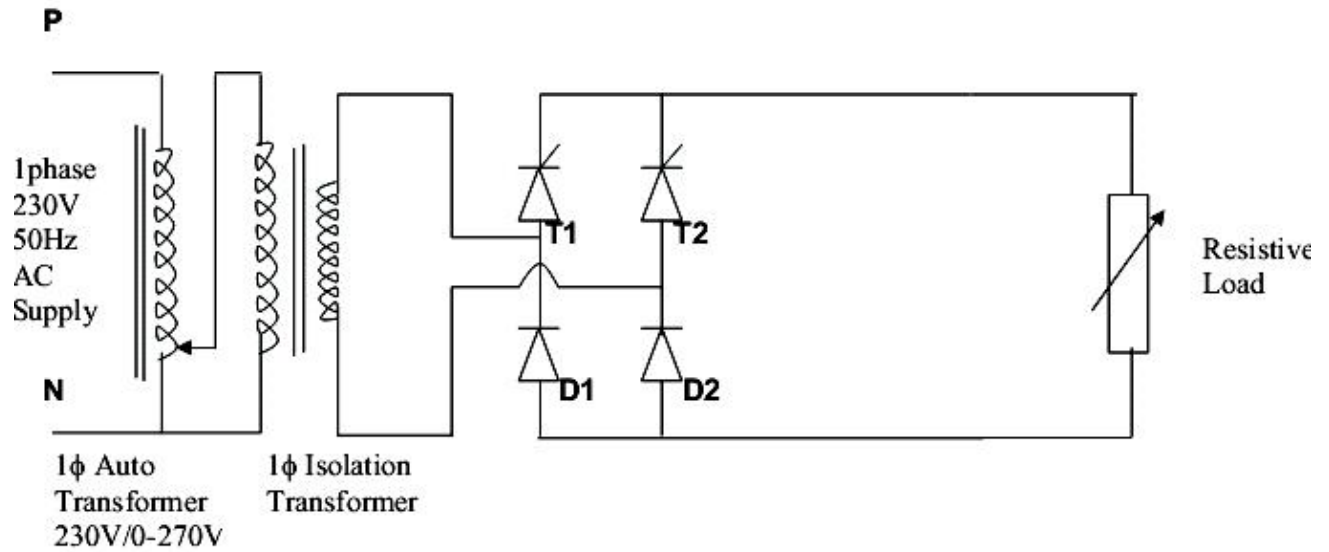 P
1phase
230V
50Hz
AC
Supply
N
1ϕ Auto
Transformer
230V/0-270V
1ϕ Isolation
Transformer
T1
T2
D1
D2
Resistive
Load